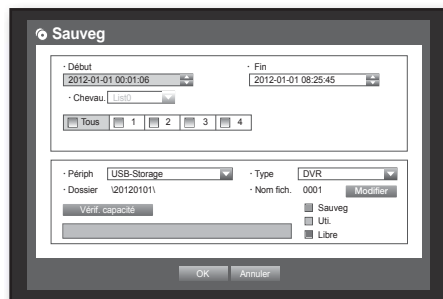 Sauveg
· Début
· Fin
2012-01-01 00:01:06
2012-01-01 08:25:45
· Chevau. List0
Tous 1 2 3 4
· Périph USB-Storage
· Type DVR
· Dossier \20120101\
· Nom fich. 0001 Modifier
Vérif. capacité
Sauveg
Uti.
Libre
OK Annuler